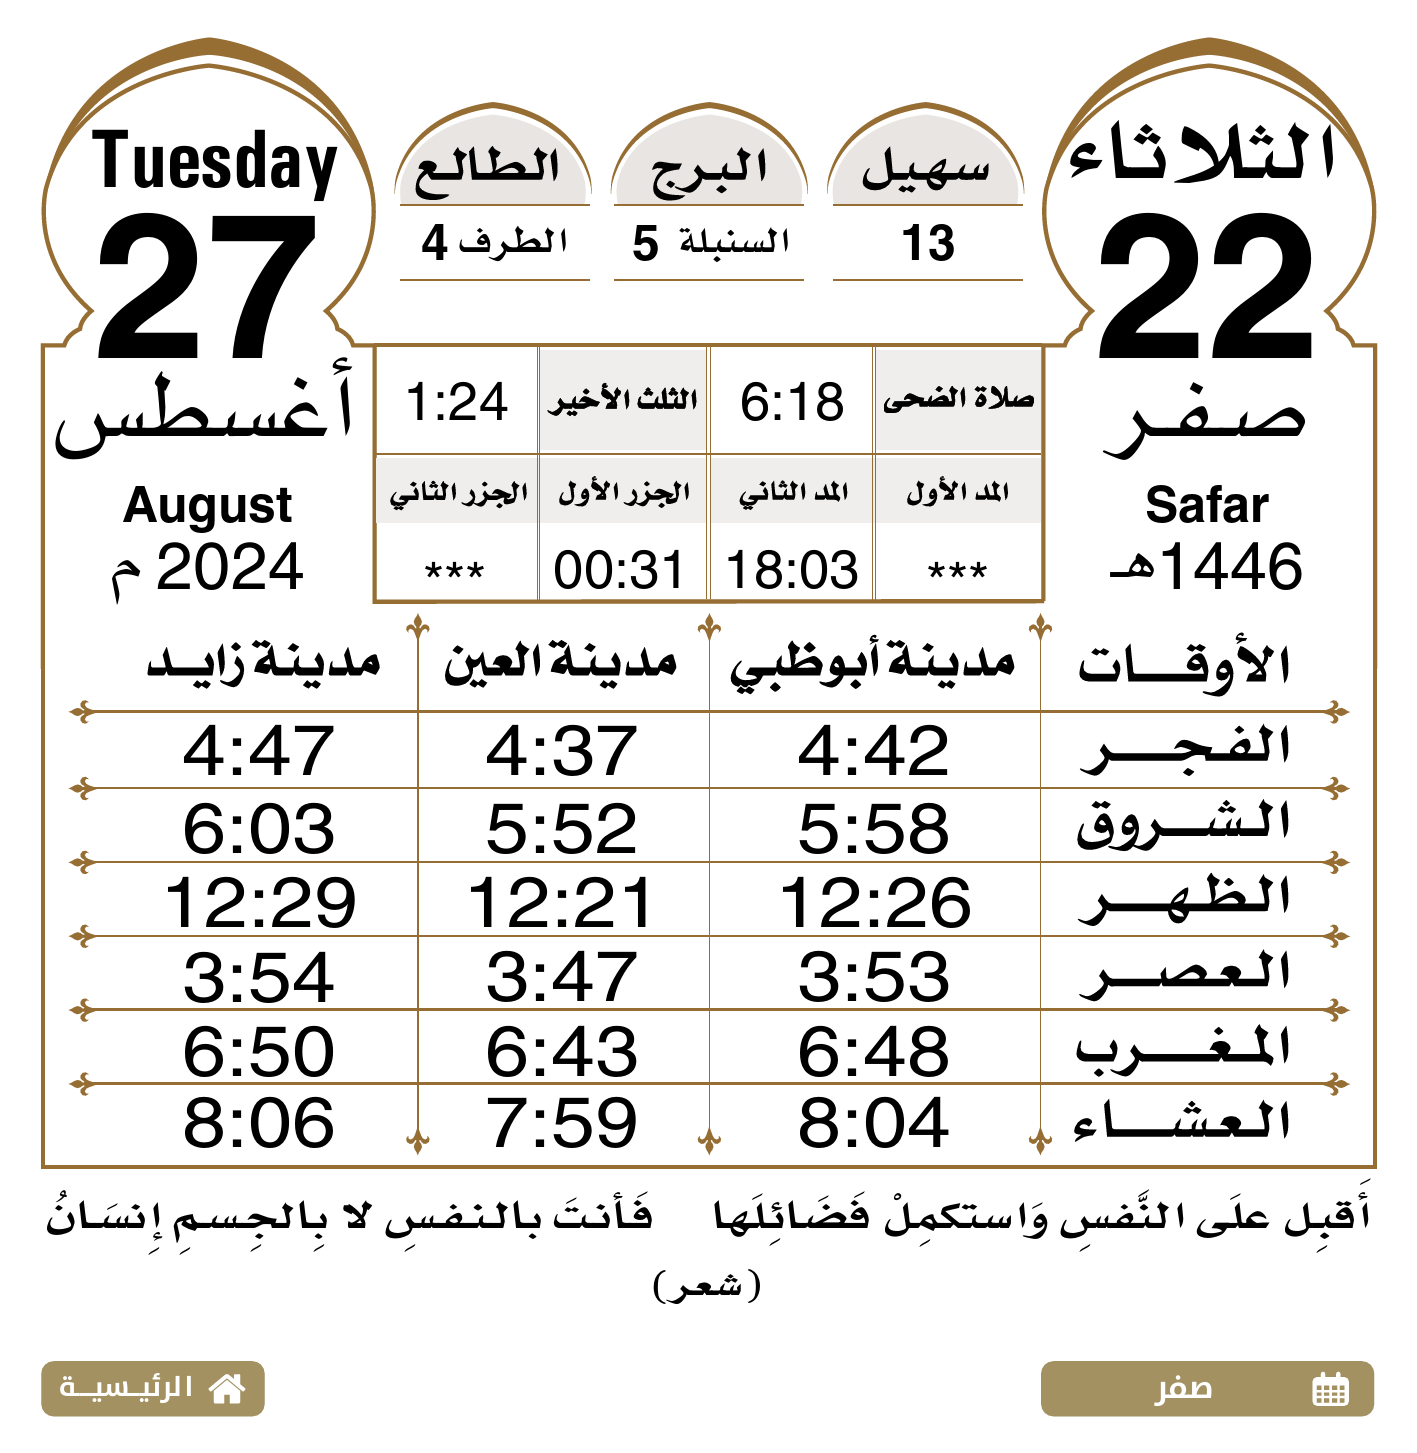 الثلاثاء
22
صفر
Safar
1446هـ
سهيل
13
البرج
السنبلة 5
الطالع
الطرف 4
Tuesday
27
أغسطس
August
2024 م
صلاة الضحى 6:18 الثلث الأخير 1:24
المد الأول المد الثاني الجزر الأول الجزر الثاني
*** 18:03 00:31 ***
الأوقات مدينة أبوظبي مدينة العين مدينة زايد
الفجر 4:42 4:37 4:47
الشروق 5:58 5:52 6:03
الظهر 12:26 12:21 12:29
العصر 3:53 3:47 3:54
المغرب 6:48 6:43 6:50
العشاء 8:04 7:59 8:06
أَقبِل علَى النَّفسِ وَاستكمِلْ فَضَائِلَها فَأنتَ بالنفسِ لا بِالجِسمِ إِنسَانُ
(شعر)
صفر
الرئيسية